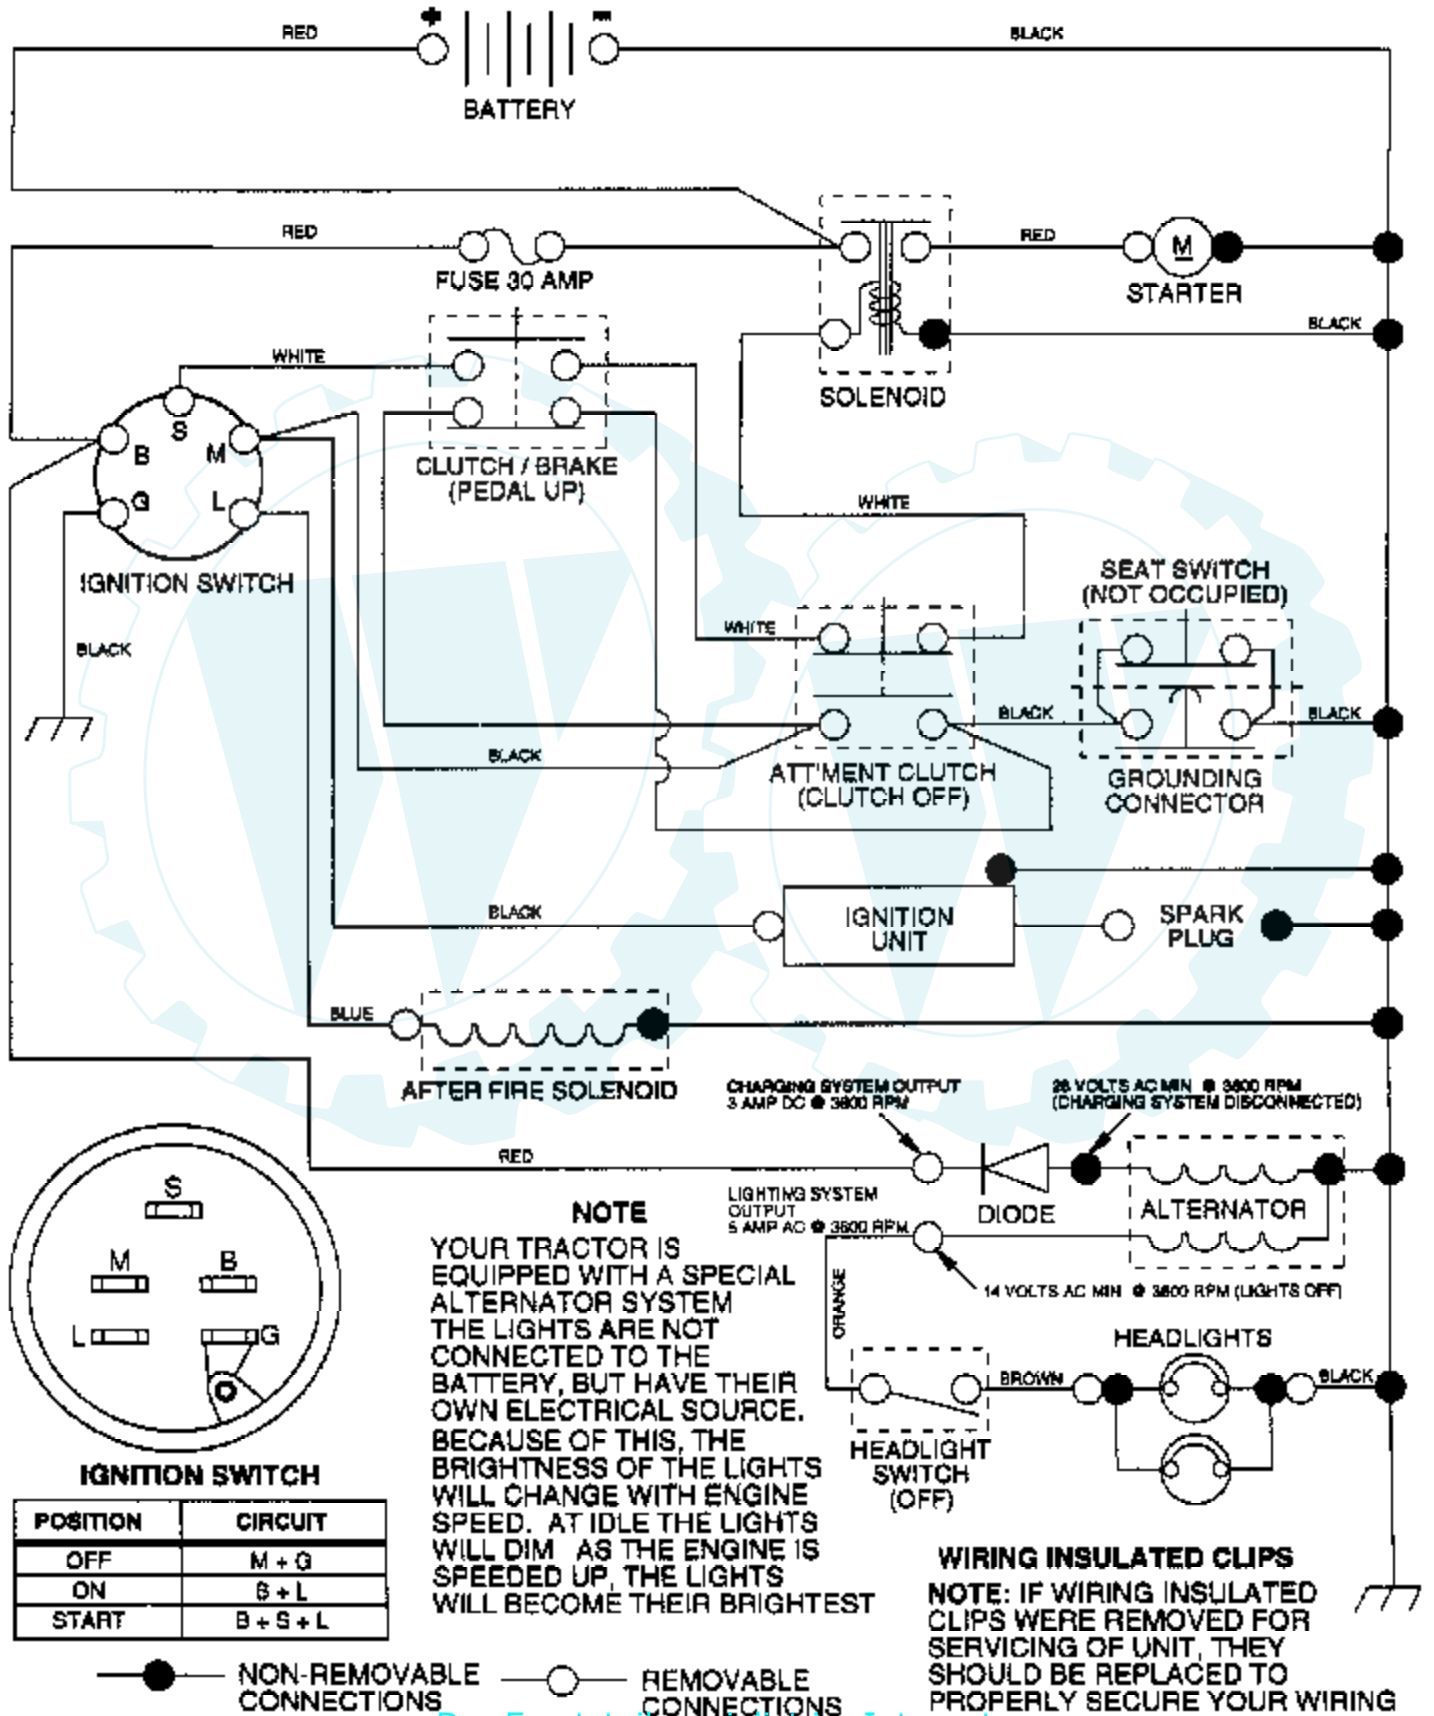 RED
+
-
BLACK
BATTERY
RED
FUSE 30 AMP
RED
M
STARTER
BLACK
SOLENOID
WHITE
S
B
M
G
L
CLUTCH / BRAKE
(PEDAL UP)
WHITE
IGNITION SWITCH
BLACK
SEAT SWITCH
(NOT OCCUPIED)
WHITE
BLACK
BLACK
BLACK
ATT'MENT CLUTCH
(CLUTCH OFF)
GROUNDING
CONNECTOR
BLACK
IGNITION
UNIT
SPARK
PLUG
BLUE
AFTER FIRE SOLENOID
CHARGING SYSTEM OUTPUT
3 AMP DC @ 3600 RPM
28 VOLTS AC MIN @ 3600 RPM
(CHARGING SYSTEM DISCONNECTED)
RED
LIGHTING SYSTEM
OUTPUT
5 AMP AC @ 3600 RPM
DIODE
ALTERNATOR
14 VOLTS AC MIN @ 3600 RPM (LIGHTS OFF)
ORANGE
HEADLIGHTS
BROWN
BLACK
HEADLIGHT
SWITCH
(OFF)
S
M
B
L
G
IGNITION SWITCH
POSITION CIRCUIT
OFF M + G
ON B + L
START B + S + L
NOTE
YOUR TRACTOR IS
EQUIPPED WITH A SPECIAL
ALTERNATOR SYSTEM
THE LIGHTS ARE NOT
CONNECTED TO THE
BATTERY, BUT HAVE THEIR
OWN ELECTRICAL SOURCE.
BECAUSE OF THIS, THE
BRIGHTNESS OF THE LIGHTS
WILL CHANGE WITH ENGINE
SPEED. AT IDLE THE LIGHTS
WILL DIM AS THE ENGINE IS
SPEEDED UP, THE LIGHTS
WILL BECOME THEIR BRIGHTEST
WIRING INSULATED CLIPS
NOTE: IF WIRING INSULATED
CLIPS WERE REMOVED FOR
SERVICING OF UNIT, THEY
SHOULD BE REPLACED TO
PROPERLY SECURE YOUR WIRING
NON-REMOVABLE
CONNECTIONS
REMOVABLE
CONNECTIONS